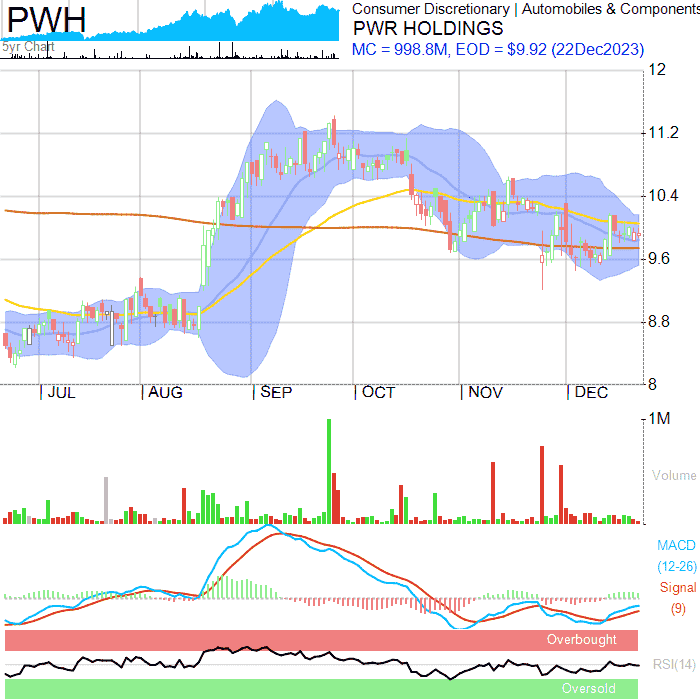 PWH
5yr Chart
Consumer Discretionary | Automobiles & Components
PWR HOLDINGS
MC = 998.8M, EOD = $9.92 (22Dec2023)
12
11.2
10.4
9.6
8.8
8
JUL
AUG
SEP
OCT
NOV
DEC
1M
Volume
MACD
(12-26)
Signal
(9)
Overbought
RSI(14)
Oversold